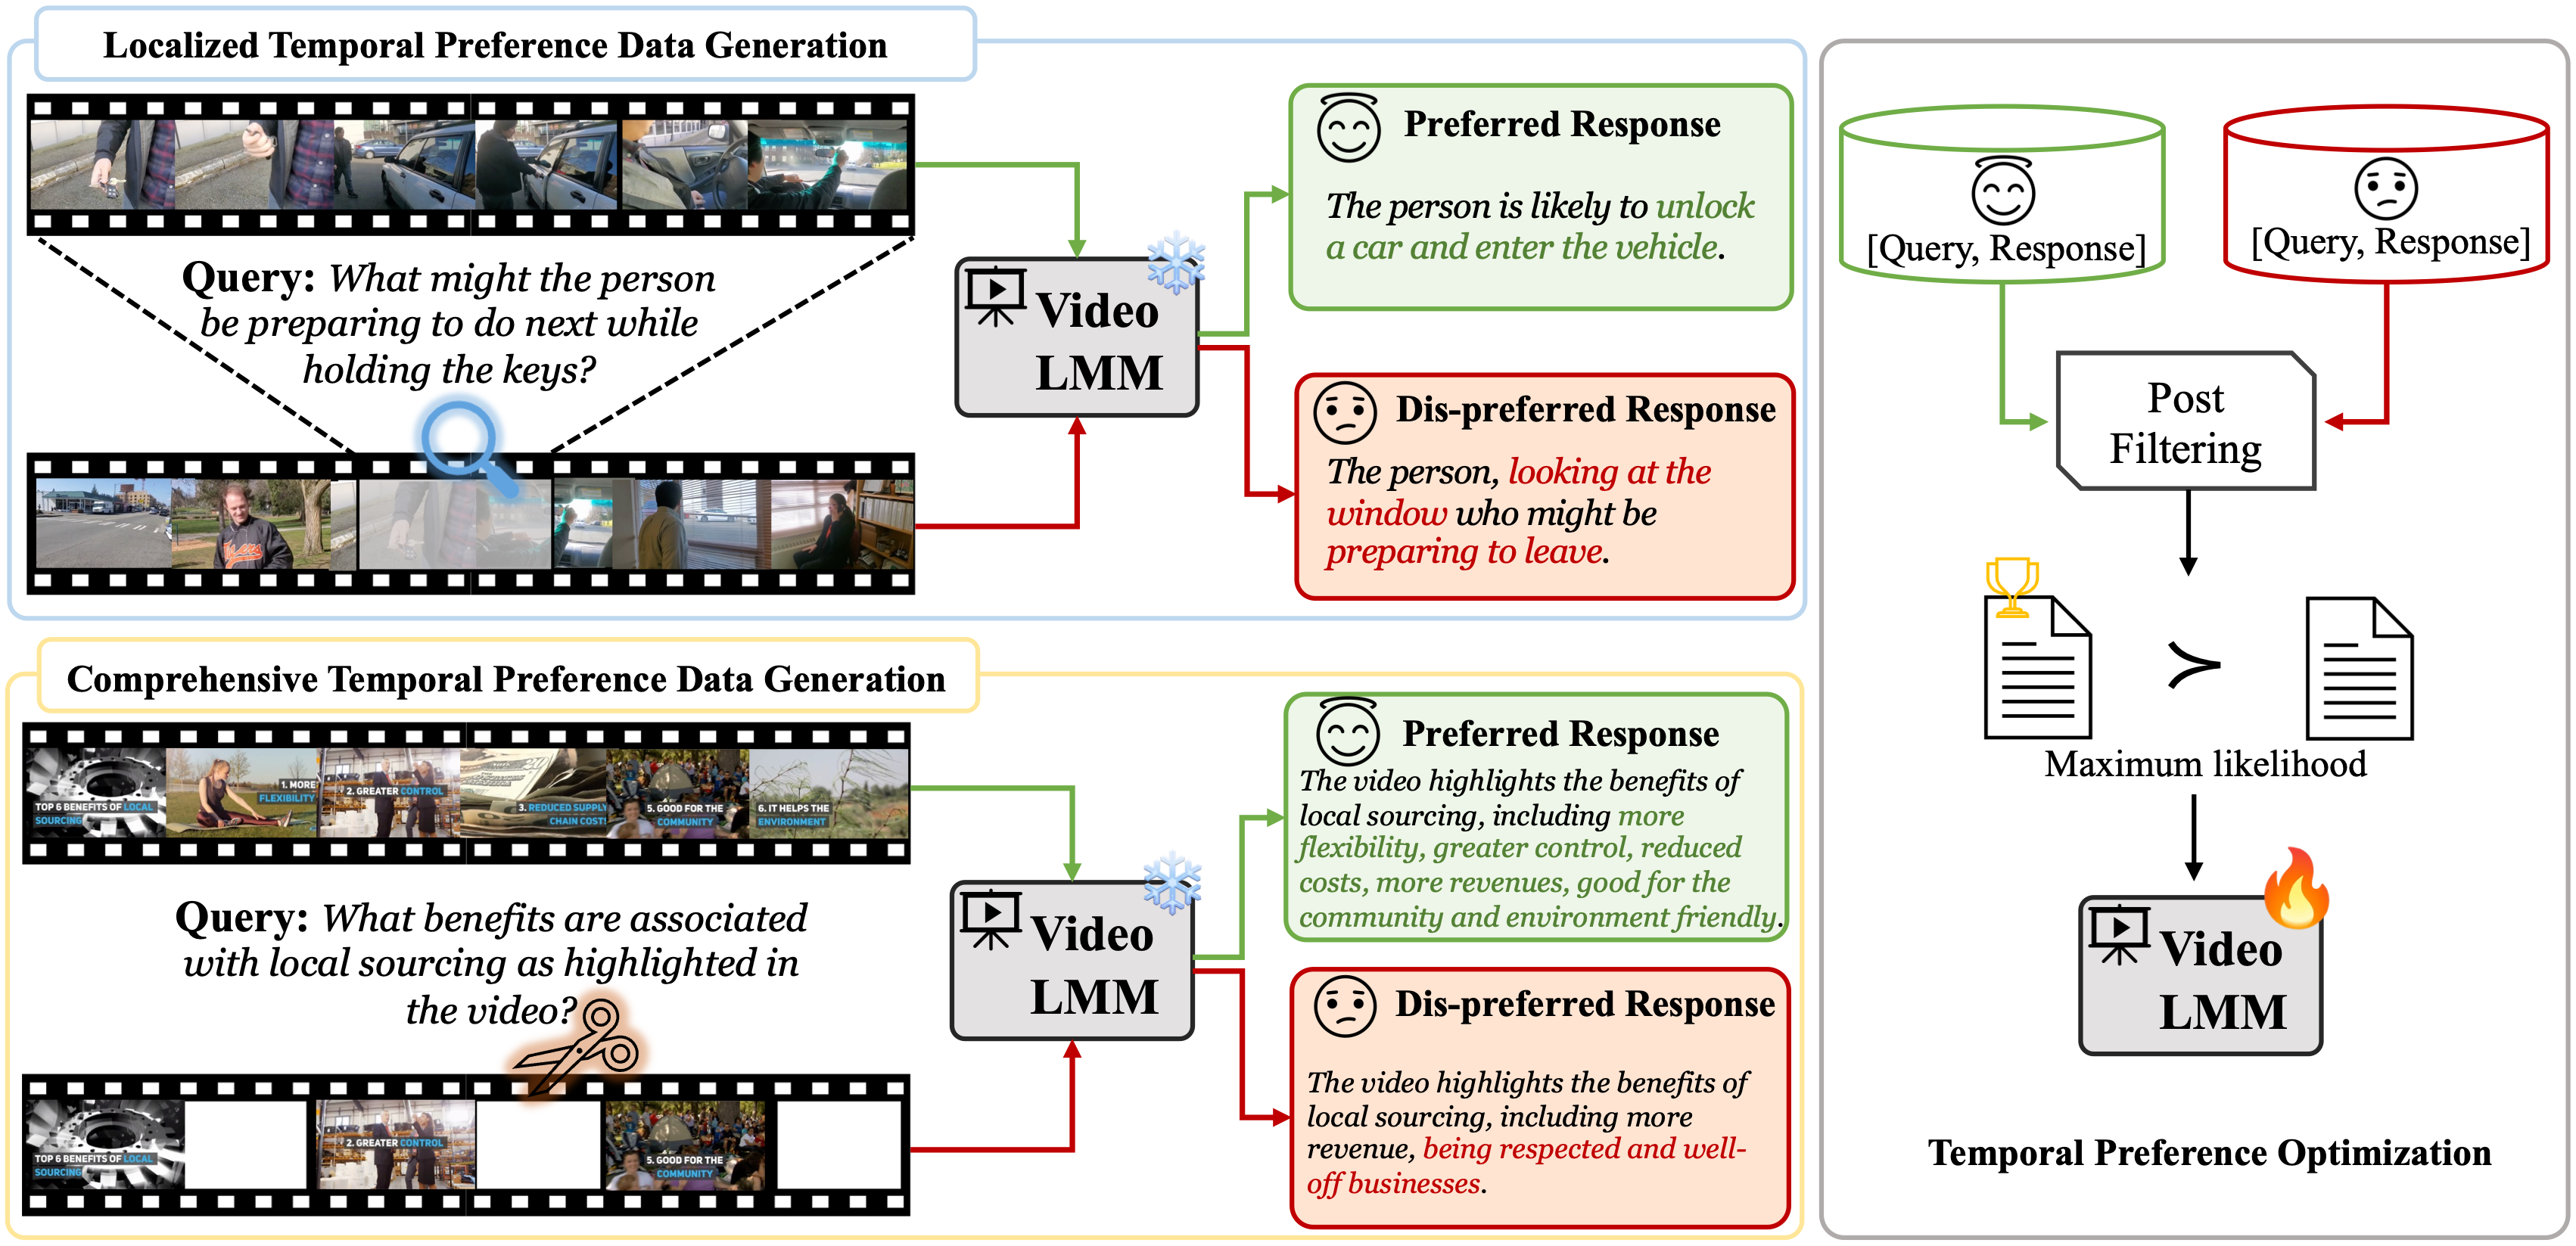 Localized Temporal Preference Data Generation
Query: What might the person
be preparing to do next while
holding the keys?
Video
LMM
Preferred Response
The person is likely to unlock
a car and enter the vehicle.
Dis-preferred Response
The person, looking at the
window who might be
preparing to leave.
Comprehensive Temporal Preference Data Generation
TOP 6 BENEFITS OF LOCAL
SOURCING
1. MORE
FLEXIBILITY
2. GREATER CONTROL
3. REDUCED SUPPLY
CHAIN COST!
5. GOOD FOR THE
COMMUNITY
6. IT HELPS THE
ENVIRONMENT
Query: What benefits are associated
with local sourcing as highlighted in
the video?
TOP 6 BENEFITS OF LOCAL
SOURCING
2. GREATER CONTROL
5. GOOD FOR THE
COMMUNITY
Video
LMM
Preferred Response
The video highlights the benefits of
local sourcing, including more
flexibility, greater control, reduced
costs, more revenues, good for the
community and environment friendly.
Dis-preferred Response
The video highlights the benefits of
local sourcing, including more
revenue, being respected and well-
off businesses.
[Query, Response]
[Query, Response]
Post
Filtering
Maximum likelihood
Video
LMM
Temporal Preference Optimization